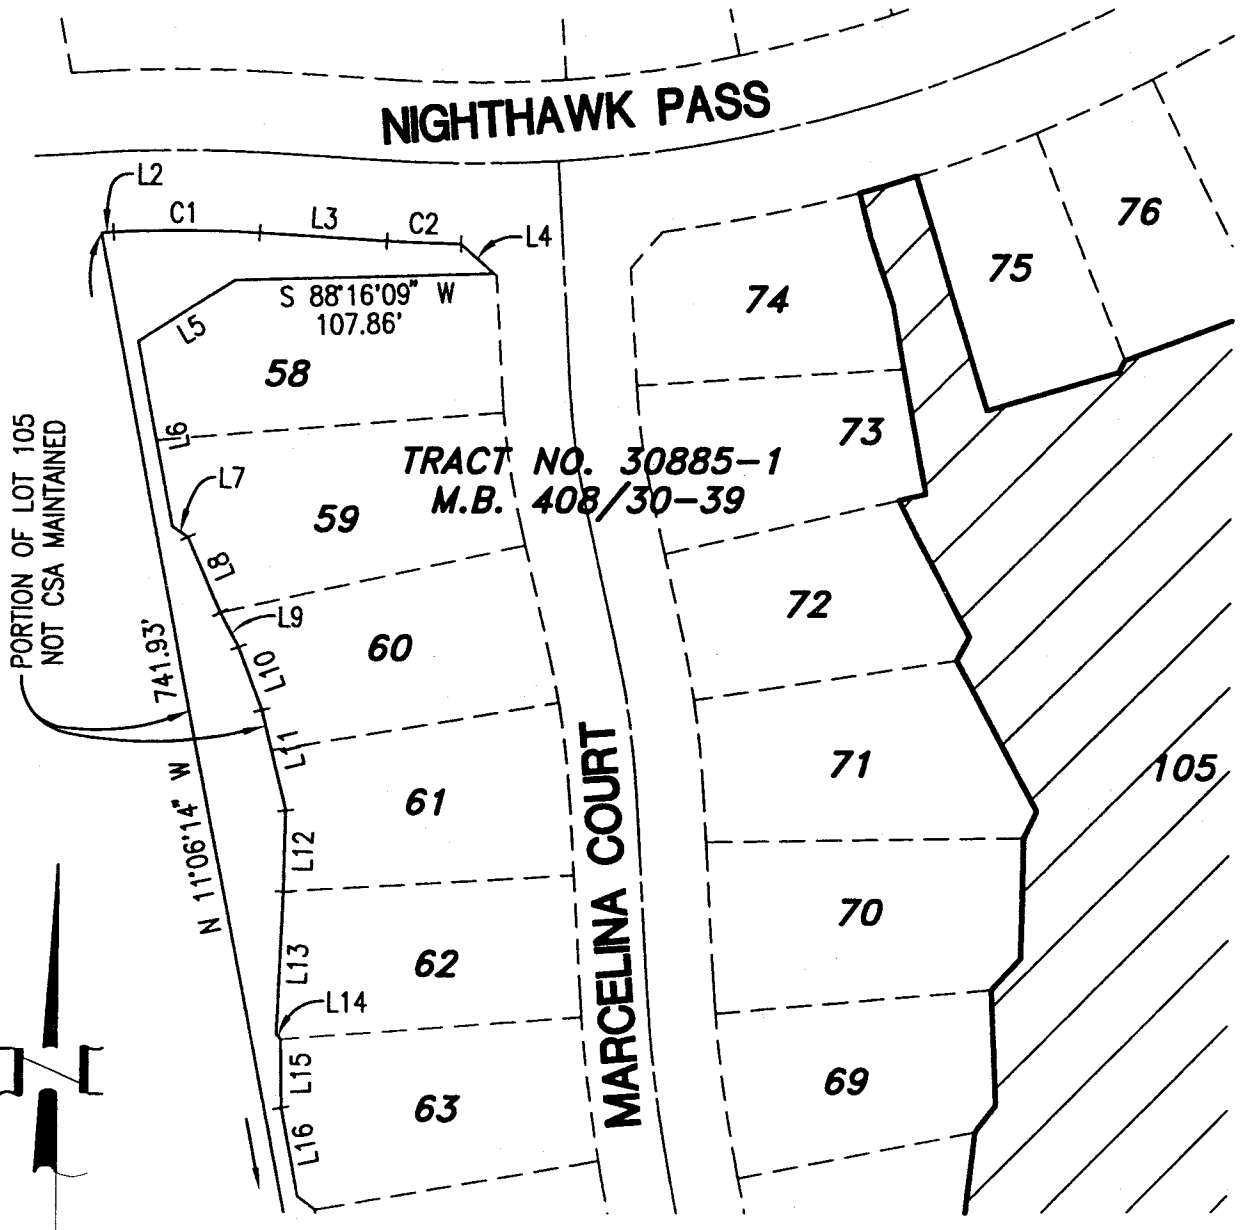 NIGHTHAWK PASS
L2
C1
L3
C2
L4
76
75
74
S 88°16'09" W
107.86'
L5
58
73
L6
TRACT NO. 30885-1
M.B. 408/30-39
L7
59
PORTION OF LOT 105
NOT CSA MAINTAINED
L8
72
L9
60
741.93'
L10
L11
71
105
N 11°06'14" W
61
MARCELINA COURT
L12
70
62
L13
L14
L15
63
69
L16
N